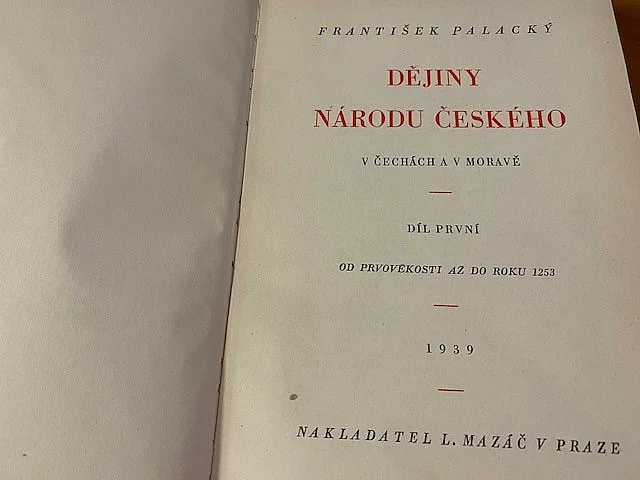 FRANTIŠEK PALACKÝ
DĚJINY
NÁRODU ČESKÉHO
V ČECHÁCH A V MORAVĚ
DÍL PRVNÍ
OD PRVOVĚKOSTI AŽ DO ROKU 1253
1939
NAKLADATEL L. MAZÁČ V PRAZE